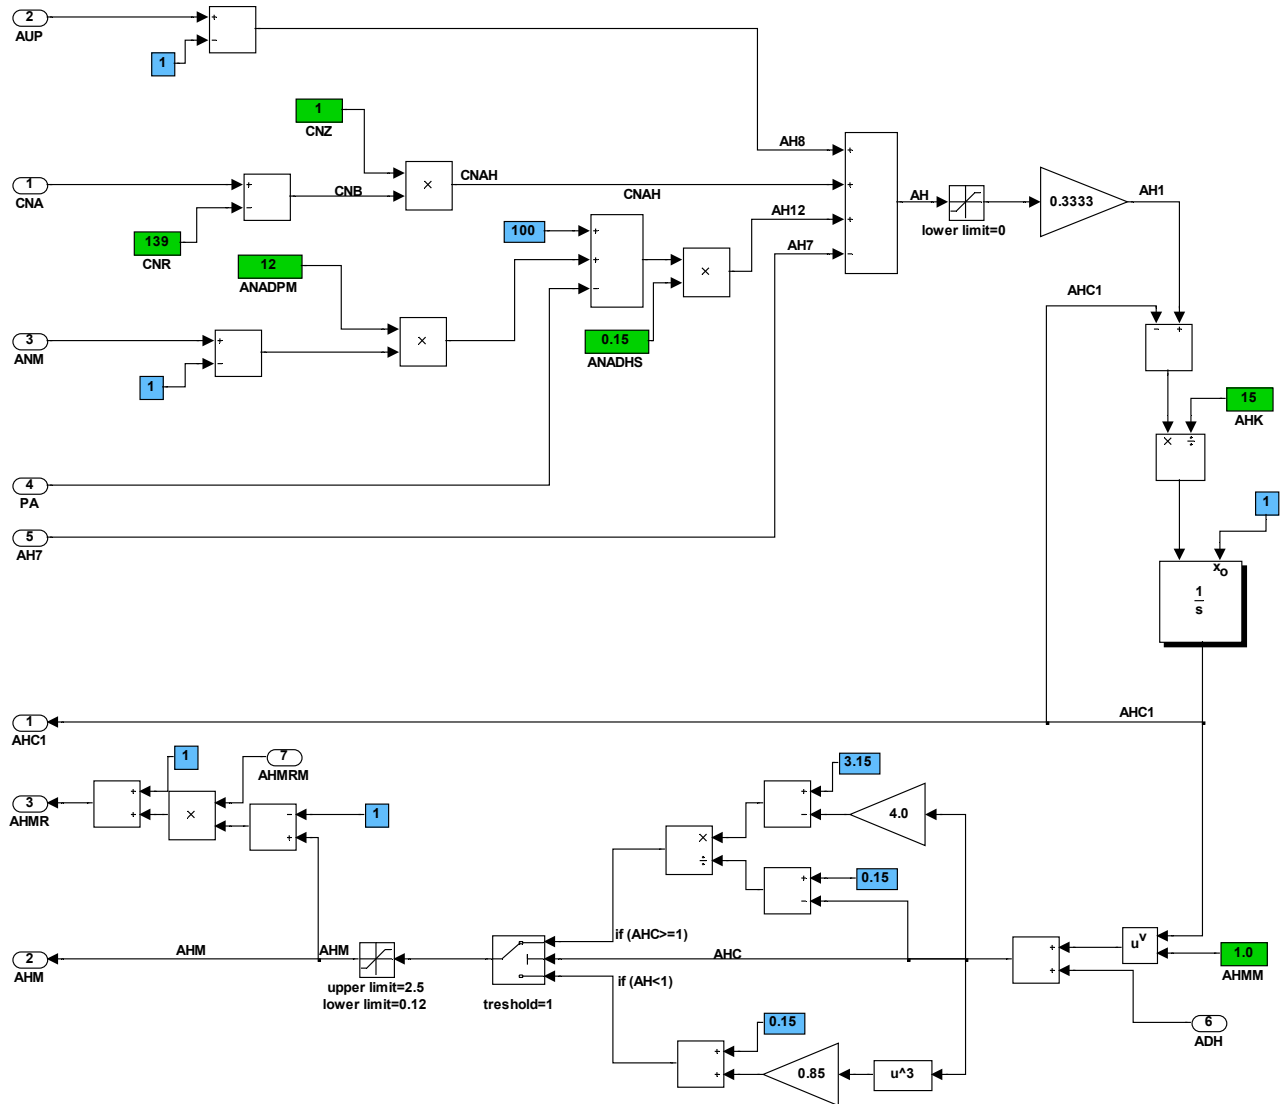 2
AUP
+
−
1
1
CNZ
AH8
1
CNA
+
−
CNB
×
CNAH
CNAH
139
CNR
+
+
+
−
AH
lower limit=0
0.3333
AH1
100
AH12
AH7
12
ANADPM
+
+
−
×
0.15
ANADHS
AHC1
−
+
3
ANM
+
−
1
×
15
AHK
×
÷
4
PA
5
AH7
1
xo
1
s
1
AHC1
AHC1
1
7
AHMRM
3
AHMR
+
+
×
−
+
1
3.15
+
−
4.0
×
÷
+
−
0.15
if (AHC>=1)
2
AHM
AHM
AHM
upper limit=2.5
lower limit=0.12
treshold=1
AHC
if (AH<1)
+
+
uv
1.0
AHMM
6
ADH
0.15
+
+
0.85
u^3